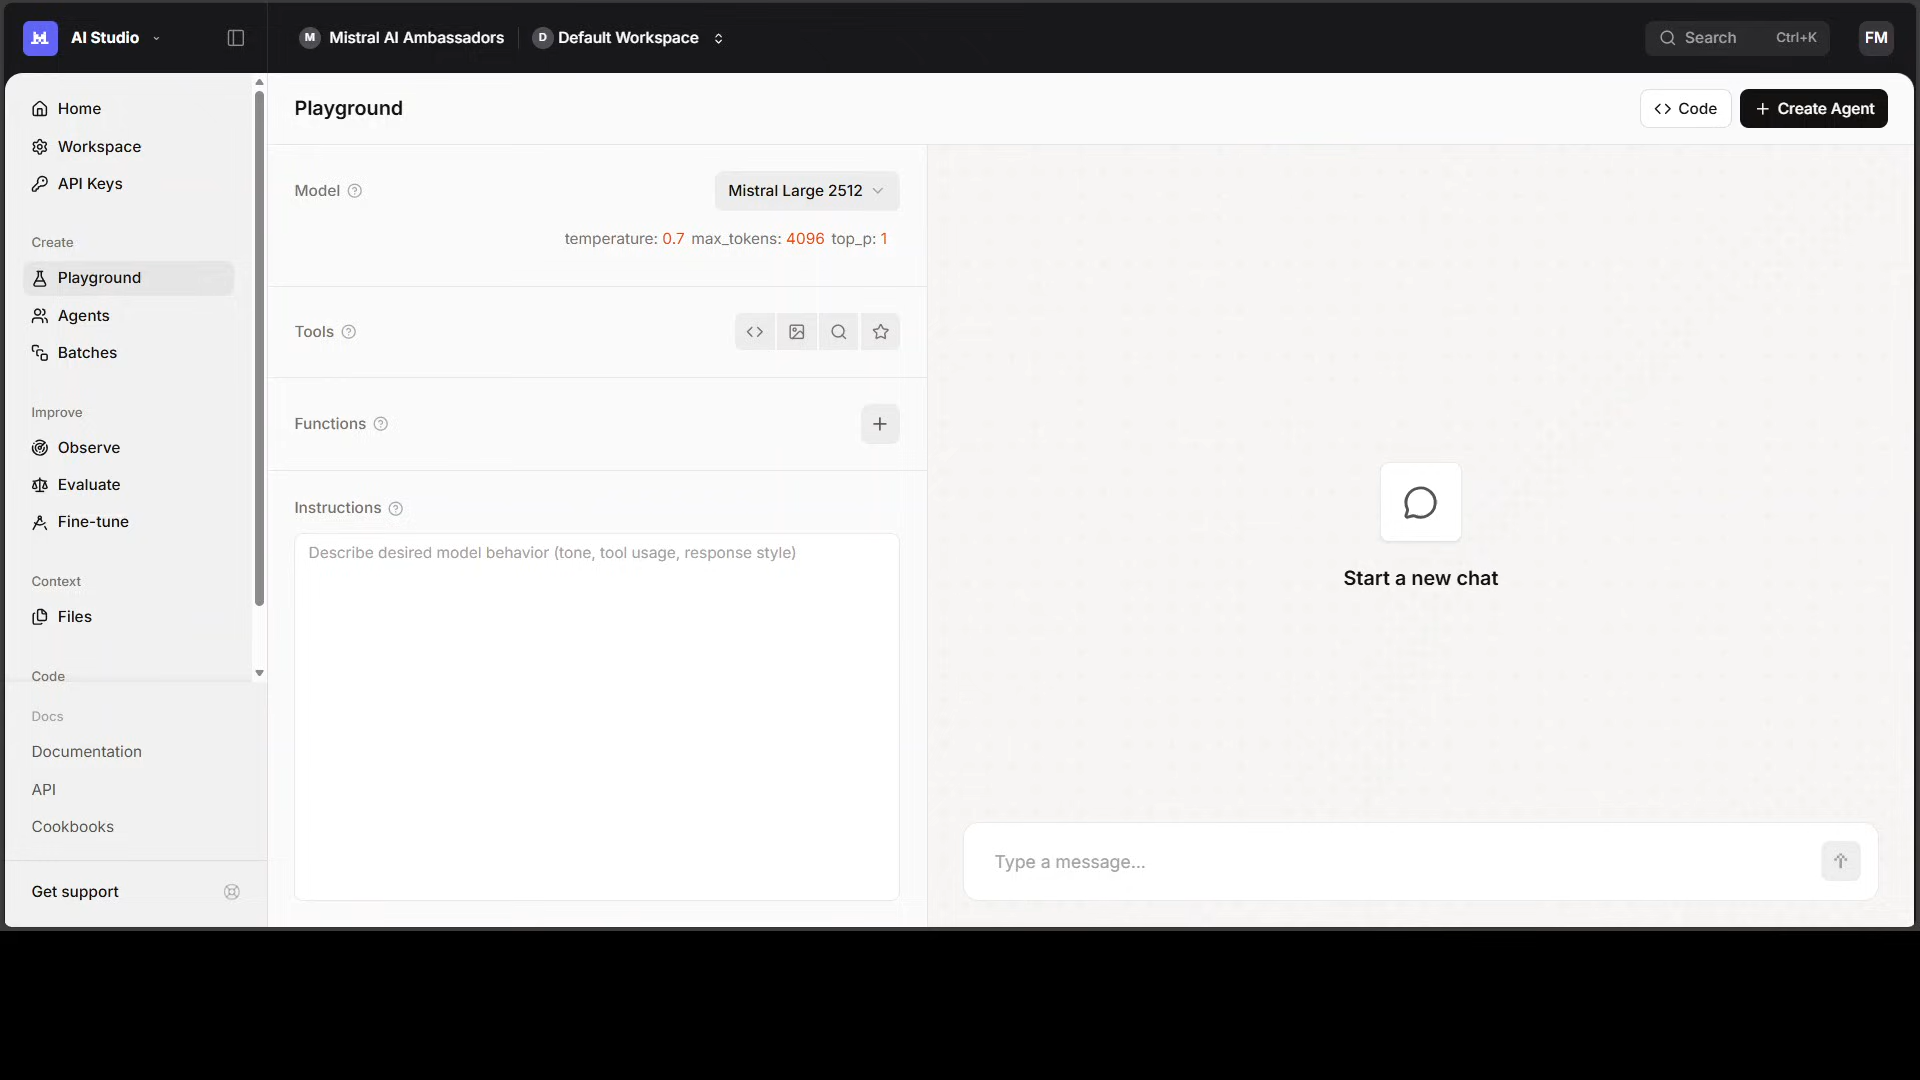 AI Studio
M Mistral AI Ambassadors
D Default Workspace
Search Ctrl+K
FM
Home
Workspace
API Keys
Create
Playground
Agents
Batches
Improve
Observe
Evaluate
Fine-tune
Context
Files
Code
Docs
Documentation
API
Cookbooks
Get support
Playground
Code
+ Create Agent
Model
Mistral Large 2512
temperature: 0.7 max_tokens: 4096 top_p: 1
Tools
Functions
Instructions
Describe desired model behavior (tone, tool usage, response style)
Start a new chat
Type a message...